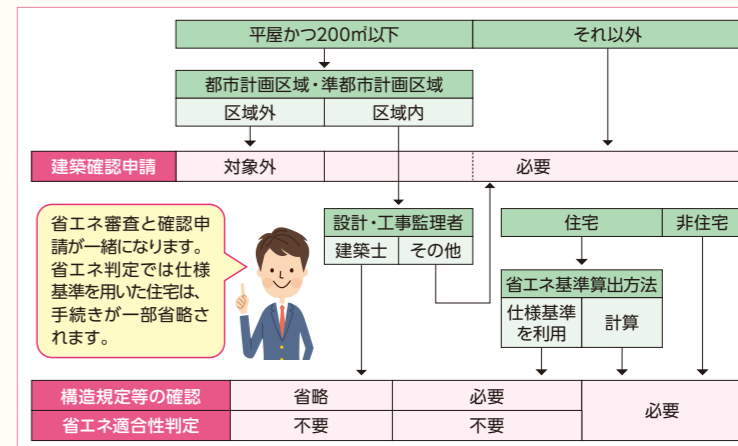 平屋かつ200㎡以下
それ以外
都市計画区域・準都市計画区域
区域外
区域内
建築確認申請
対象外
必要
省エネ審査と確認申
請が一緒になります。
省エネ判定では仕様
基準を用いた住宅は、
手続きが一部省略さ
れます。
設計・工事監理者
建築士
その他
住宅
非住宅
省エネ基準算出方法
仕様基準
を利用
計算
構造規定等の確認
省略
必要
必要
省エネ適合性判定
不要
不要